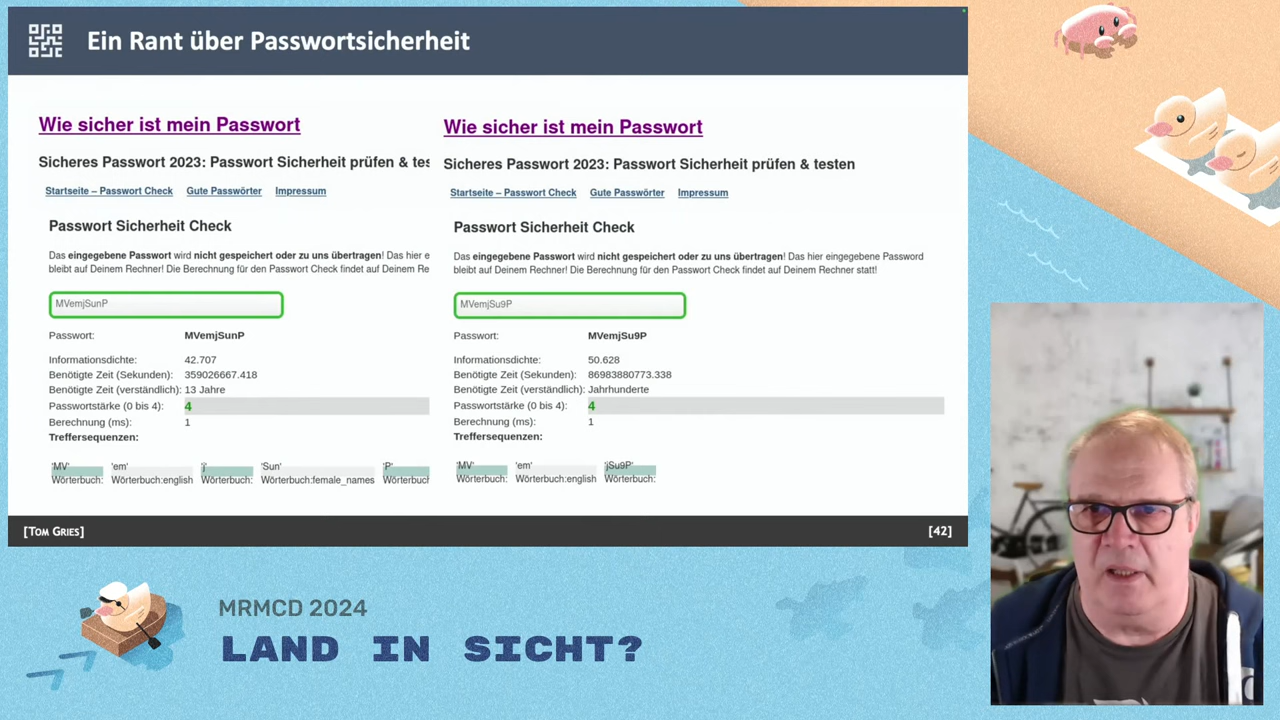 Ein Rant über Passwortsicherheit
Wie sicher ist mein Passwort
Sicheres Passwort 2023: Passwort Sicherheit prüfen & tes
Startseite – Passwort Check Gute Passwörter Impressum
Passwort Sicherheit Check
Das eingegebene Passwort wird nicht gespeichert oder zu uns übertragen! Das hier e
bleibt auf Deinem Rechner! Die Berechnung für den Passwort Check findet auf Deinem Re
MVemjSunP
Passwort: MVemjSunP
Informationsdichte: 42.707
Benötigte Zeit (Sekunden): 359026667.418
Benötigte Zeit (verständlich): 13 Jahre
Passwortstärke (0 bis 4): 4
Berechnung (ms): 1
Treffersequenzen:
'MV' 'em' 'j' 'Sun' 'P'
Wörterbuch: Wörterbuch:english Wörterbuch: Wörterbuch:female_names Wörterbuch
Wie sicher ist mein Passwort
Sicheres Passwort 2023: Passwort Sicherheit prüfen & testen
Startseite – Passwort Check Gute Passwörter Impressum
Passwort Sicherheit Check
Das eingegebene Passwort wird nicht gespeichert oder zu uns übertragen! Das hier eingegebene Password
bleibt auf Deinem Rechner! Die Berechnung für den Passwort Check findet auf Deinem Rechner statt!
MVemjSu9P
Passwort: MVemjSu9P
Informationsdichte: 50.628
Benötigte Zeit (Sekunden): 86983880773.338
Benötigte Zeit (verständlich): Jahrhunderte
Passwortstärke (0 bis 4): 4
Berechnung (ms): 1
Treffersequenzen:
'MV' 'em' 'jSu9P'
Wörterbuch: Wörterbuch:english Wörterbuch:
[Tom Gries] [42]
MRMCD 2024
LAND IN SICHT?